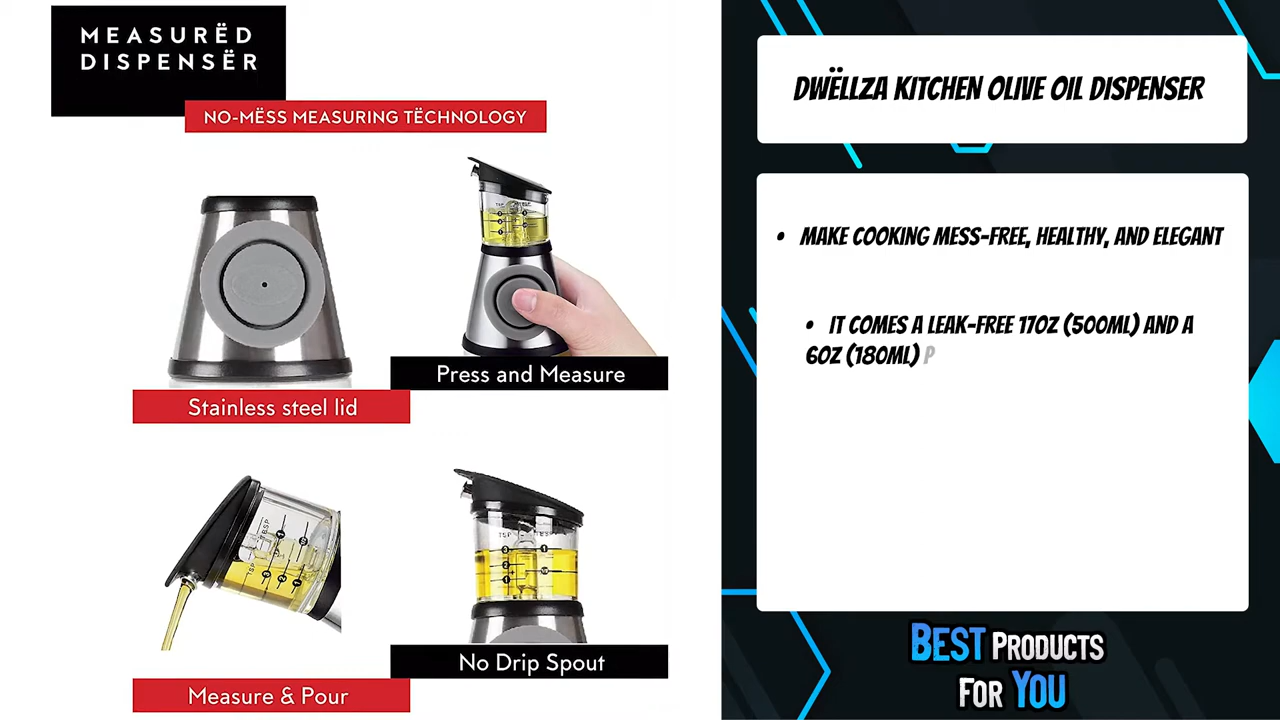 MEASURËD
DISPENSËR
NO-MËSS MEASURING TËCHNOLOGY
Press and Measure
Stainless steel lid
TBSP
TSP
No Drip Spout
Measure & Pour
DWËLLZA KITCHEN OLIVE OIL DISPENSER
• MAKE COOKING MESS-FREE, HEALTHY, AND ELEGANT
• IT COMES A LEAK-FREE 17OZ (500ML) AND A
6OZ (180ML) P
BEST PRODUCTS
FOR YOU